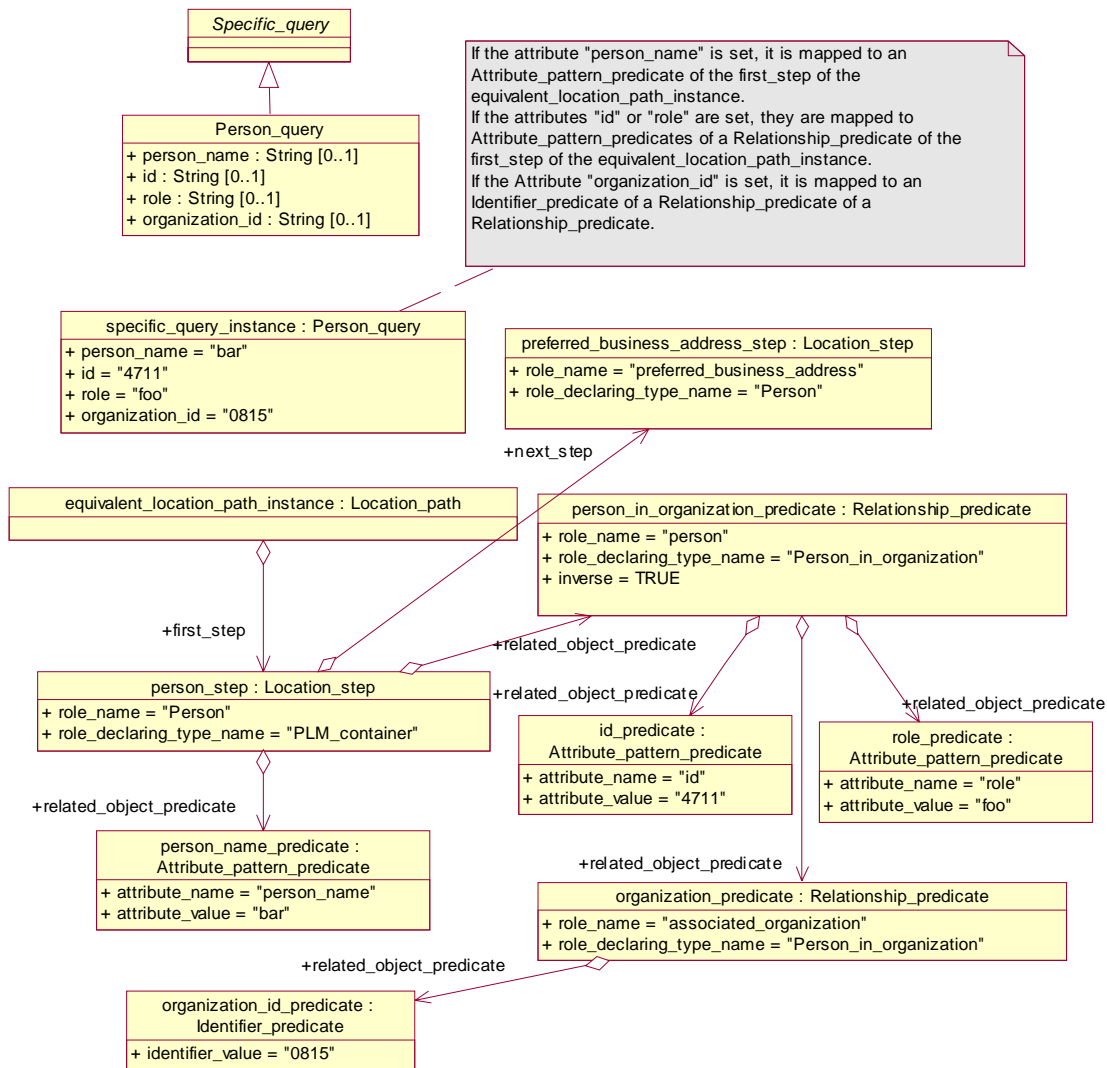 Specific_query
If the attribute "person_name" is set, it is mapped to an
Attribute_pattern_predicate of the first_step of the
equivalent_location_path_instance.
If the attributes "id" or "role" are set, they are mapped to
Attribute_pattern_predicates of a Relationship_predicate of the
first_step of the equivalent_location_path_instance.
If the Attribute "organization_id" is set, it is mapped to an
Identifier_predicate of a Relationship_predicate of a
Relationship_predicate.
Person_query
+ person_name : String [0..1]
+ id : String [0..1]
+ role : String [0..1]
+ organization_id : String [0..1]
specific_query_instance : Person_query
+ person_name = "bar"
+ id = "4711"
+ role = "foo"
+ organization_id = "0815"
preferred_business_address_step : Location_step
+ role_name = "preferred_business_address"
+ role_declaring_type_name = "Person"
+next_step
equivalent_location_path_instance : Location_path
person_in_organization_predicate : Relationship_predicate
+ role_name = "person"
+ role_declaring_type_name = "Person_in_organization"
+ inverse = TRUE
+first_step
+related_object_predicate
person_step : Location_step
+ role_name = "Person"
+ role_declaring_type_name = "PLM_container"
+related_object_predicate
+related_object_predicate
id_predicate :
Attribute_pattern_predicate
+ attribute_name = "id"
+ attribute_value = "4711"
role_predicate :
Attribute_pattern_predicate
+ attribute_name = "role"
+ attribute_value = "foo"
+related_object_predicate
person_name_predicate :
Attribute_pattern_predicate
+ attribute_name = "person_name"
+ attribute_value = "bar"
+related_object_predicate
organization_predicate : Relationship_predicate
+ role_name = "associated_organization"
+ role_declaring_type_name = "Person_in_organization"
+related_object_predicate
organization_id_predicate :
Identifier_predicate
+ identifier_value = "0815"